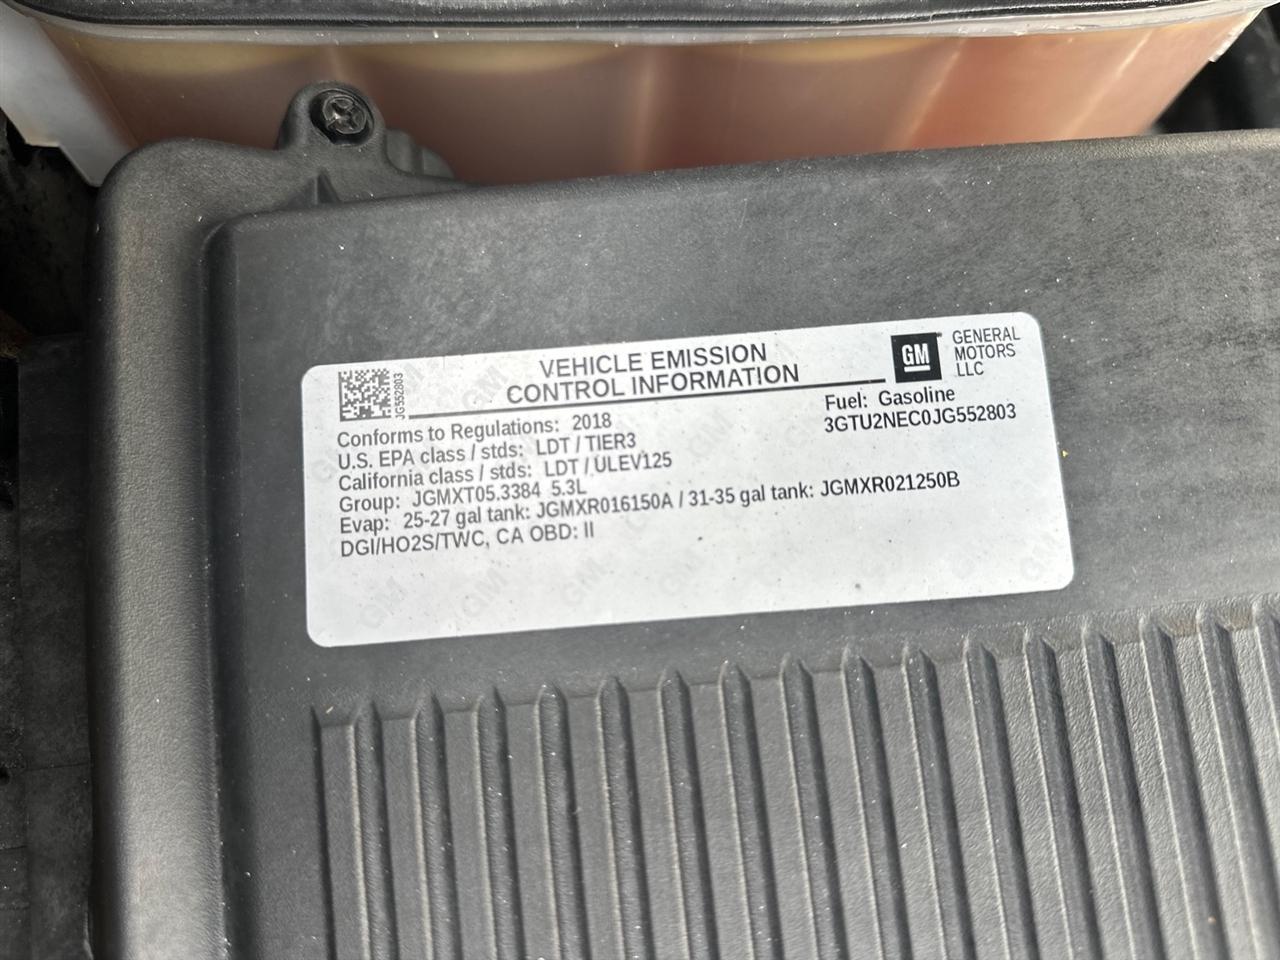 VEHICLE EMISSION
CONTROL INFORMATION
JG552803
GM
GENERAL
MOTORS
LLC
Fuel: Gasoline
3GTU2NEC0JG552803
Conforms to Regulations: 2018
U.S. EPA class / stds: LDT / TIER3
California class / stds: LDT / ULEV125
Group: JGMXT05.3384 5.3L
Evap: 25-27 gal tank: JGMXR016150A / 31-35 gal tank: JGMXR021250B
DGI/HO2S/TWC, CA OBD: II